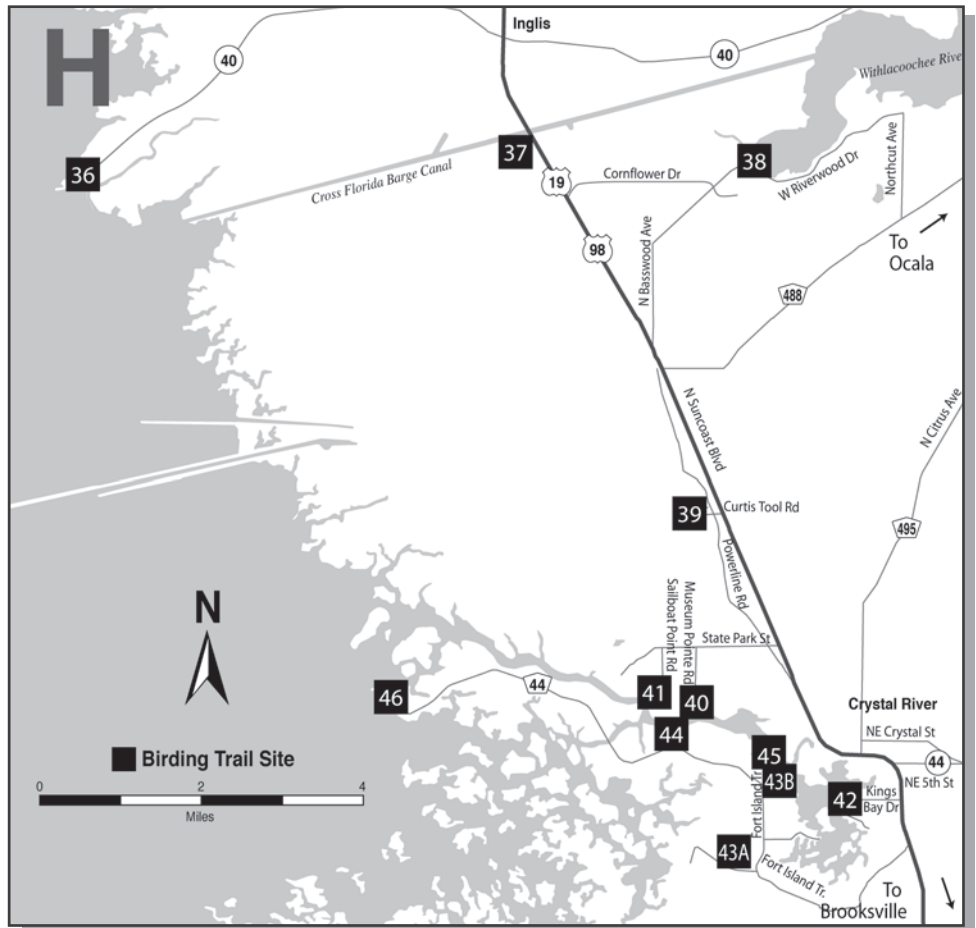 H
Inglis
40
40
Withlacoochee Rive
36
37
38
Cross Florida Barge Canal
19
Cornflower Dr
W Riverwood Dr
Northcut Ave
98
N Basswood Ave
To
Ocala
488
N Suncoast Blvd
N Citrus Ave
39
Curtis Tool Rd
495
Powerline Rd
N
Sailboat Point Rd
Museum Pointe Rd
State Park St
46
44
41
40
44
Crystal River
NE Crystal St
44
NE 5th St
45
43B
42
Kings
Bay Dr
Birding Trail Site
0
2
4
Miles
Fort Island Tr
43A
Fort Island Tr.
To
Brooksville